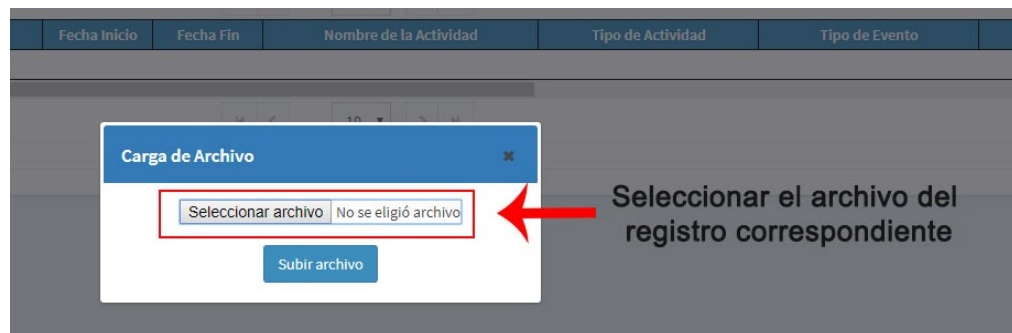 Fecha Inicio Fecha Fin Nombre de la Actividad Tipo de Actividad Tipo de Evento
10
Carga de Archivo
Seleccionar archivo No se eligió archivo
Subir archivo
Seleccionar el archivo del
registro correspondiente